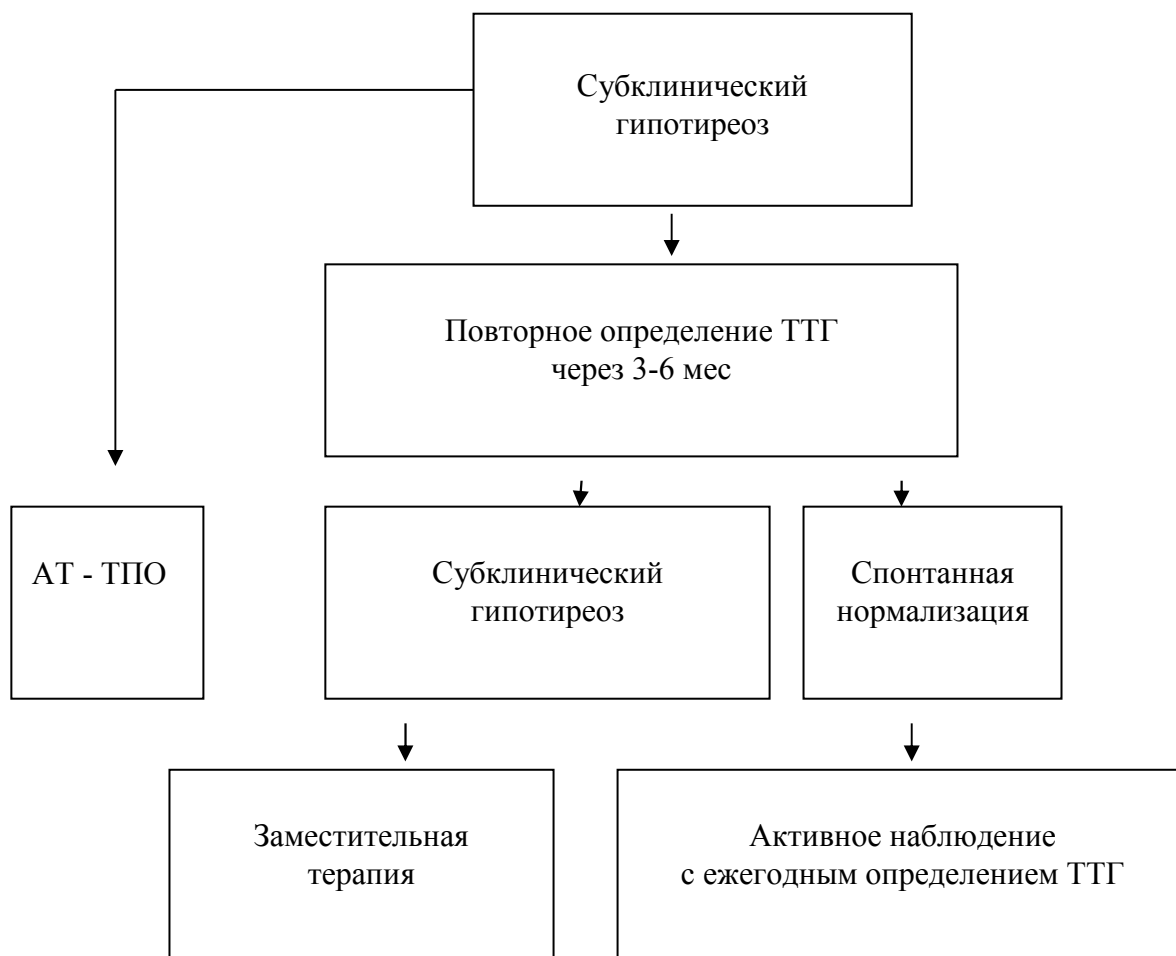 Субклинический
гипотиреоз
Повторное определение ТТГ
через 3-6 мес
АТ - ТПО
Субклинический
гипотиреоз
Спонтанная
нормализация
Заместительная
терапия
Активное наблюдение
с ежегодным определением ТТГ